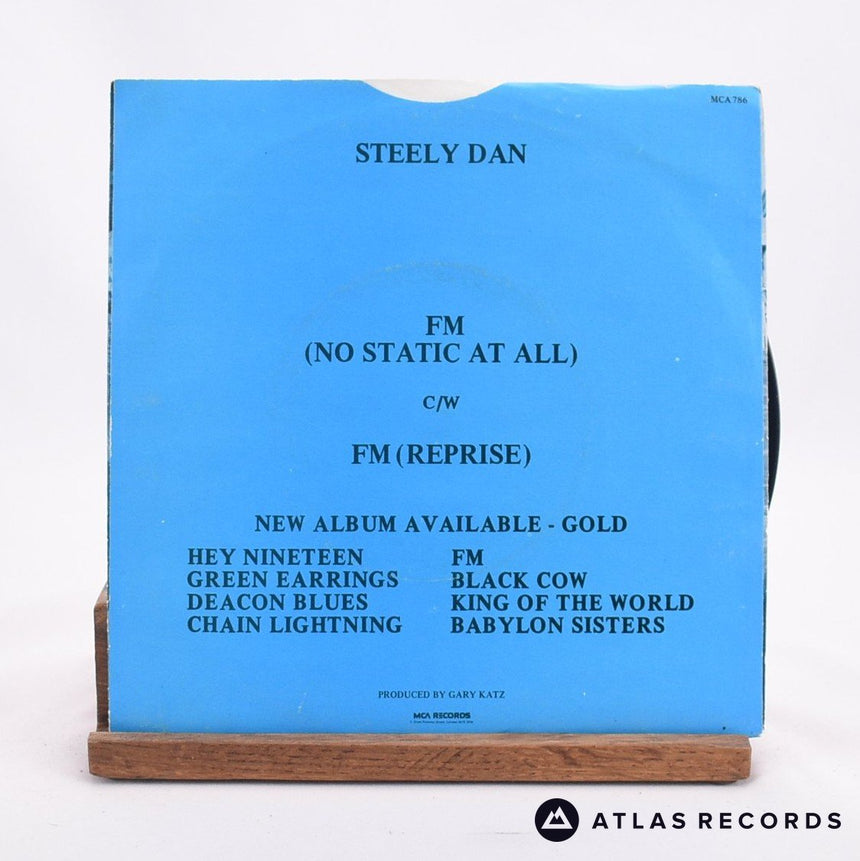 MCA 786
STEELY DAN
FM
(NO STATIC AT ALL)
C/W
FM (REPRISE)
NEW ALBUM AVAILABLE - GOLD
HEY NINETEEN FM
GREEN EARRINGS BLACK COW
DEACON BLUES KING OF THE WORLD
CHAIN LIGHTNING BABYLON SISTERS
PRODUCED BY GARY KATZ
MCA RECORDS
ATLAS RECORDS